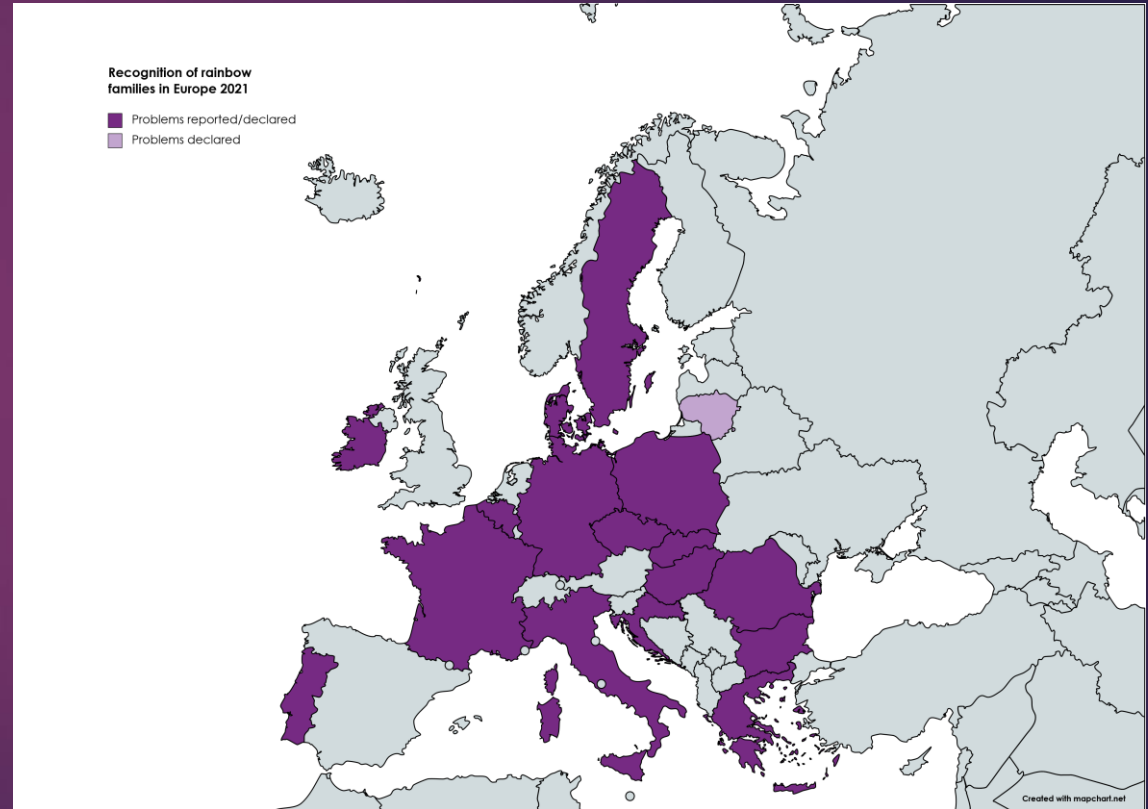 Recognition of rainbow
families in Europe 2021
Problems reported/declared
Problems declared
Created with mapchart.net